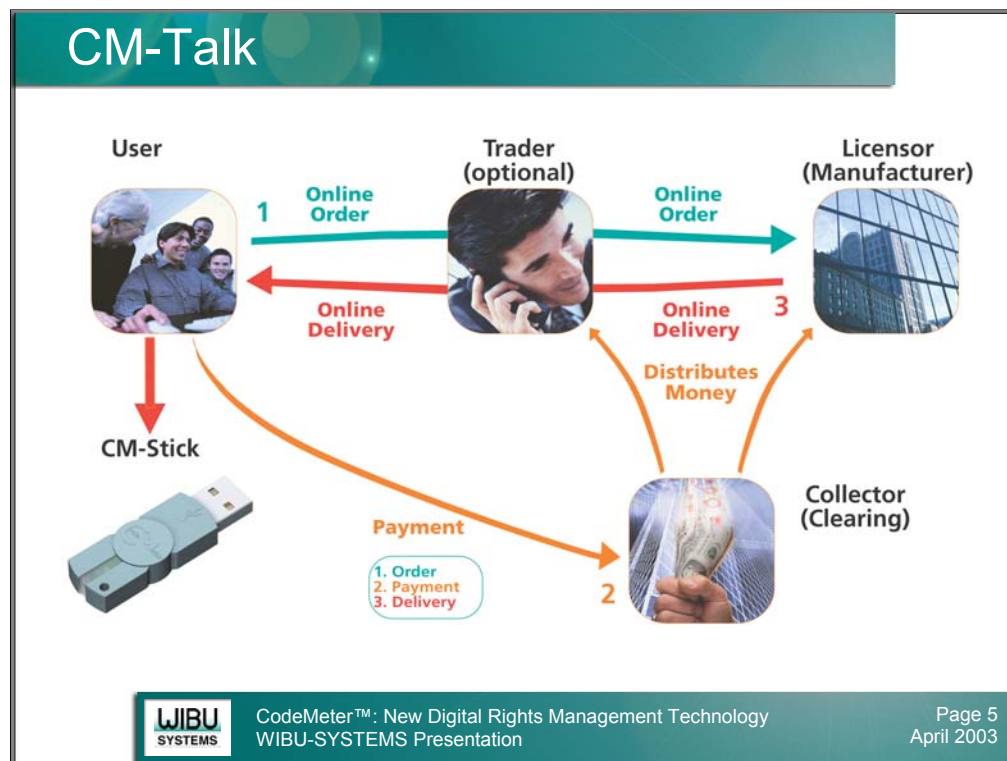 CM-Talk
User
Trader
(optional)
Licensor
(Manufacturer)
1
Online
Order
Online
Order
Online
Delivery
Online
Delivery
3
Distributes
Money
CM-Stick
Collector
(Clearing)
Payment
1. Order
2. Payment
3. Delivery
2
WIBU
SYSTEMS
CodeMeter™: New Digital Rights Management Technology
WIBU-SYSTEMS Presentation
Page 5
April 2003